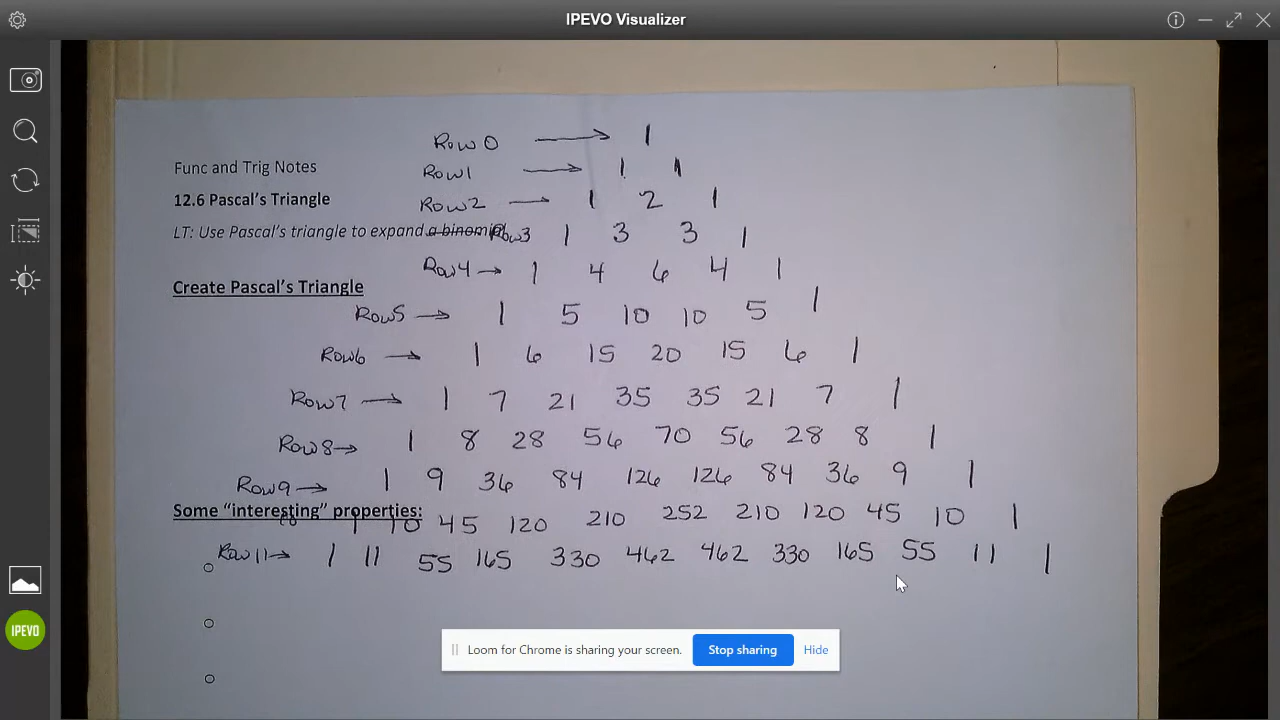 IPEVO Visualizer
Row 0 → 1
Func and Trig Notes
Row 1 → 1 1
12.6 Pascal's Triangle
Row 2 → 1 2 1
LT: Use Pascal's triangle to expand a binomial
Row 3 1 3 3 1
Row 4 → 1 4 6 4 1
Create Pascal's Triangle
Row 5 → 1 5 10 10 5 1
Row 6 → 1 6 15 20 15 6 1
Row 7 → 1 7 21 35 35 21 7 1
Row 8 → 1 8 28 56 70 56 28 8 1
Row 9 → 1 9 36 84 126 126 84 36 9 1
Some "interesting" properties:
10 1 10 45 120 210 252 210 120 45 10 1
Row 11 → 1 11 55 165 330 462 462 330 165 55 11 1
IPEVO
Loom for Chrome is sharing your screen. Stop sharing Hide